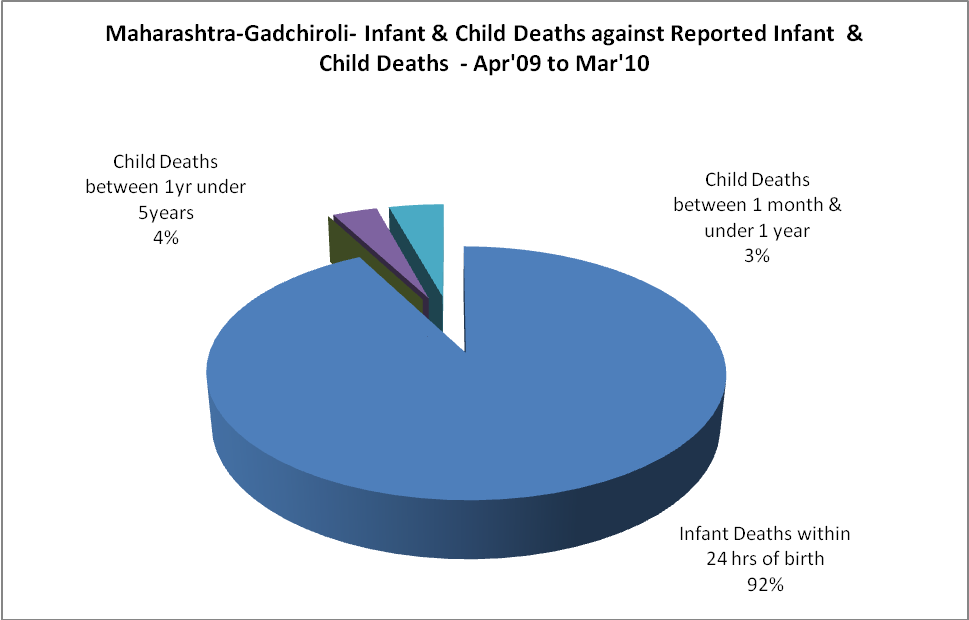 Maharashtra-Gadchiroli- Infant & Child Deaths against Reported Infant &
Child Deaths - Apr'09 to Mar'10
Child Deaths
between 1yr under
5years
4%
Child Deaths
between 1 month &
under 1 year
3%
Infant Deaths within
24 hrs of birth
92%